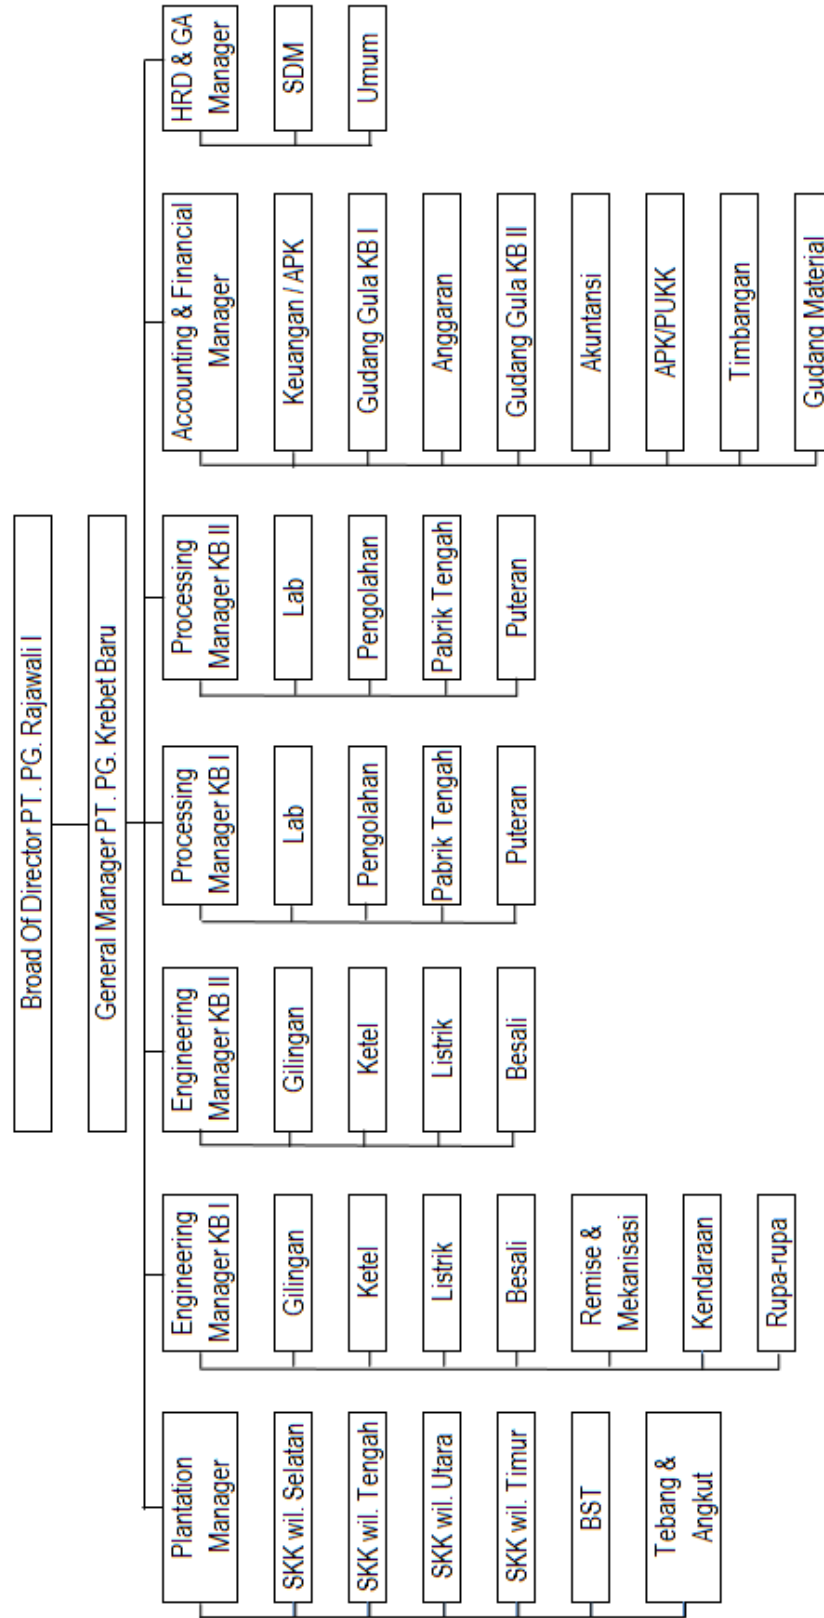 Broad Of Director PT. PG. Rajawali I
General Manager PT. PG. Krebet Baru
Plantation
Manager
SKK wil. Selatan
SKK wil. Tengah
SKK wil. Utara
SKK wil. Timur
BST
Tebang &
Angkut
Engineering
Manager KB I
Gilingan
Ketel
Listrik
Besali
Remise &
Mekanisasi
Kendaraan
Rupa-rupa
Engineering
Manager KB II
Gilingan
Ketel
Listrik
Besali
Processing
Manager KB I
Lab
Pengolahan
Pabrik Tengah
Puteran
Processing
Manager KB II
Lab
Pengolahan
Pabrik Tengah
Puteran
Accounting & Financial
Manager
Keuangan / APK
Gudang Gula KB I
Anggaran
Gudang Gula KB II
Akuntansi
APK/PUKK
Timbangan
Gudang Material
HRD & GA
Manager
SDM
Umum